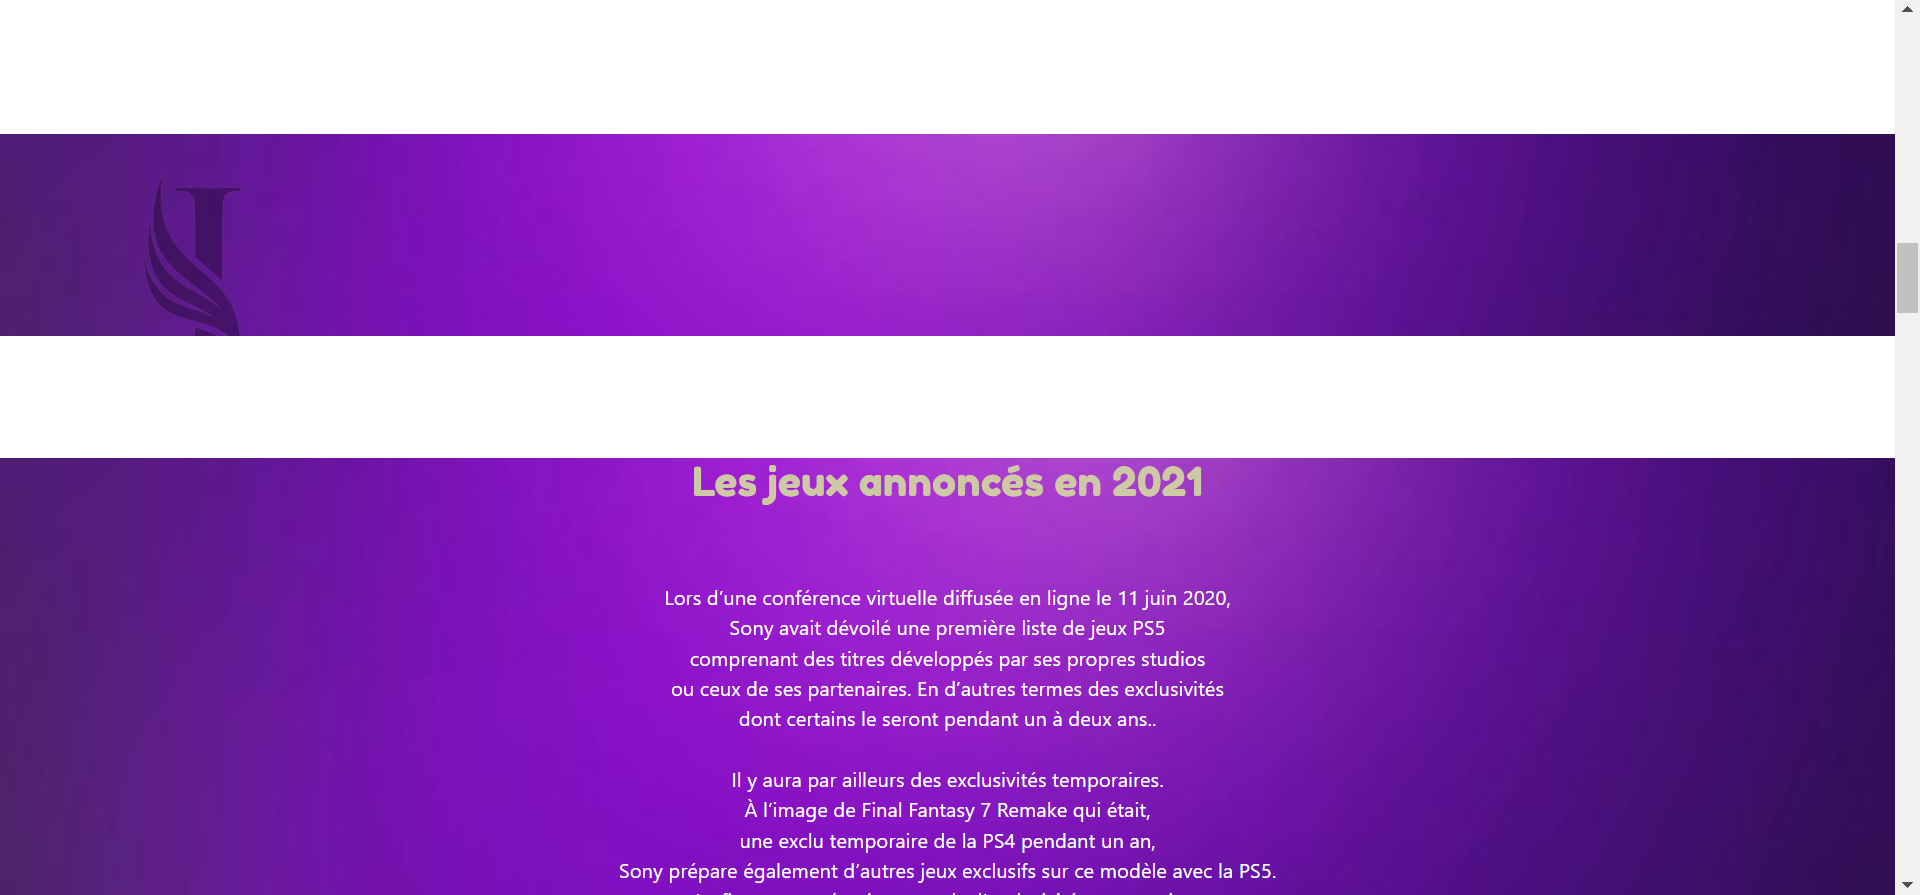 Les jeux annoncés en 2021
Lors d’une conférence virtuelle diffusée en ligne le 11 juin 2020,
Sony avait dévoilé une première liste de jeux PS5
comprenant des titres développés par ses propres studios
ou ceux de ses partenaires. En d’autres termes des exclusivités
dont certains le seront pendant un à deux ans..
Il y aura par ailleurs des exclusivités temporaires.
À l’image de Final Fantasy 7 Remake qui était,
une exclu temporaire de la PS4 pendant un an,
Sony prépare également d’autres jeux exclusifs sur ce modèle avec la PS5.